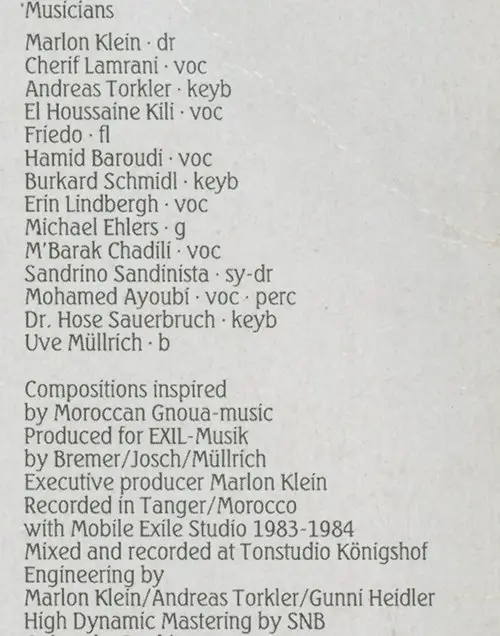 Musicians
Marlon Klein · dr
Cherif Lamrani · voc
Andreas Torkler · keyb
El Houssaine Kili · voc
Friedo · fl
Hamid Baroudi · voc
Burkard Schmidl · keyb
Erin Lindbergh · voc
Michael Ehlers · g
M'Barak Chadili · voc
Sandrino Sandinista · sy-dr
Mohamed Ayoubi · voc · perc
Dr. Hose Sauerbruch · keyb
Uve Müllrich · b
Compositions inspired
by Moroccan Gnoua-music
Produced for EXIL-Musik
by Bremer/Josch/Müllrich
Executive producer Marlon Klein
Recorded in Tanger/Morocco
with Mobile Exile Studio 1983-1984
Mixed and recorded at Tonstudio Königshof
Engineering by
Marlon Klein/Andreas Torkler/Gunni Heidler
High Dynamic Mastering by SNB